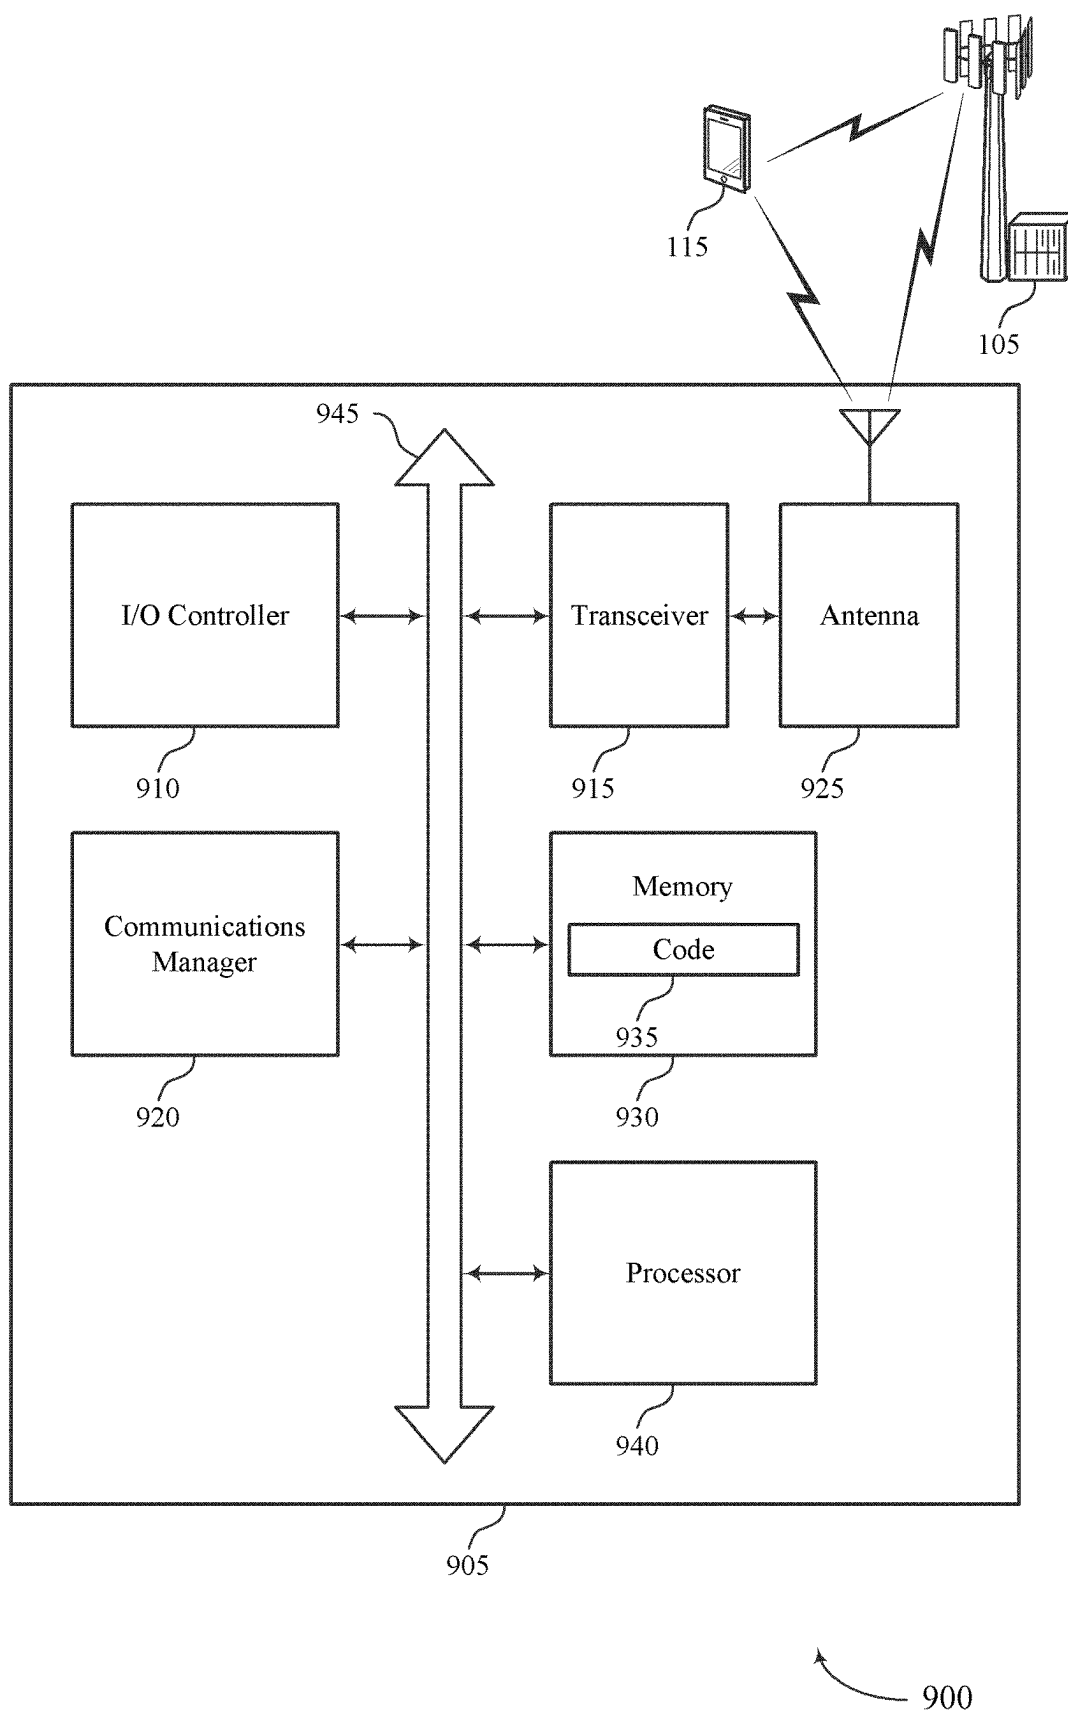 115
105
945
I/O Controller
Transceiver
Antenna
910
915
925
Communications
Manager
Memory
Code
935
920
930
Processor
940
905
900